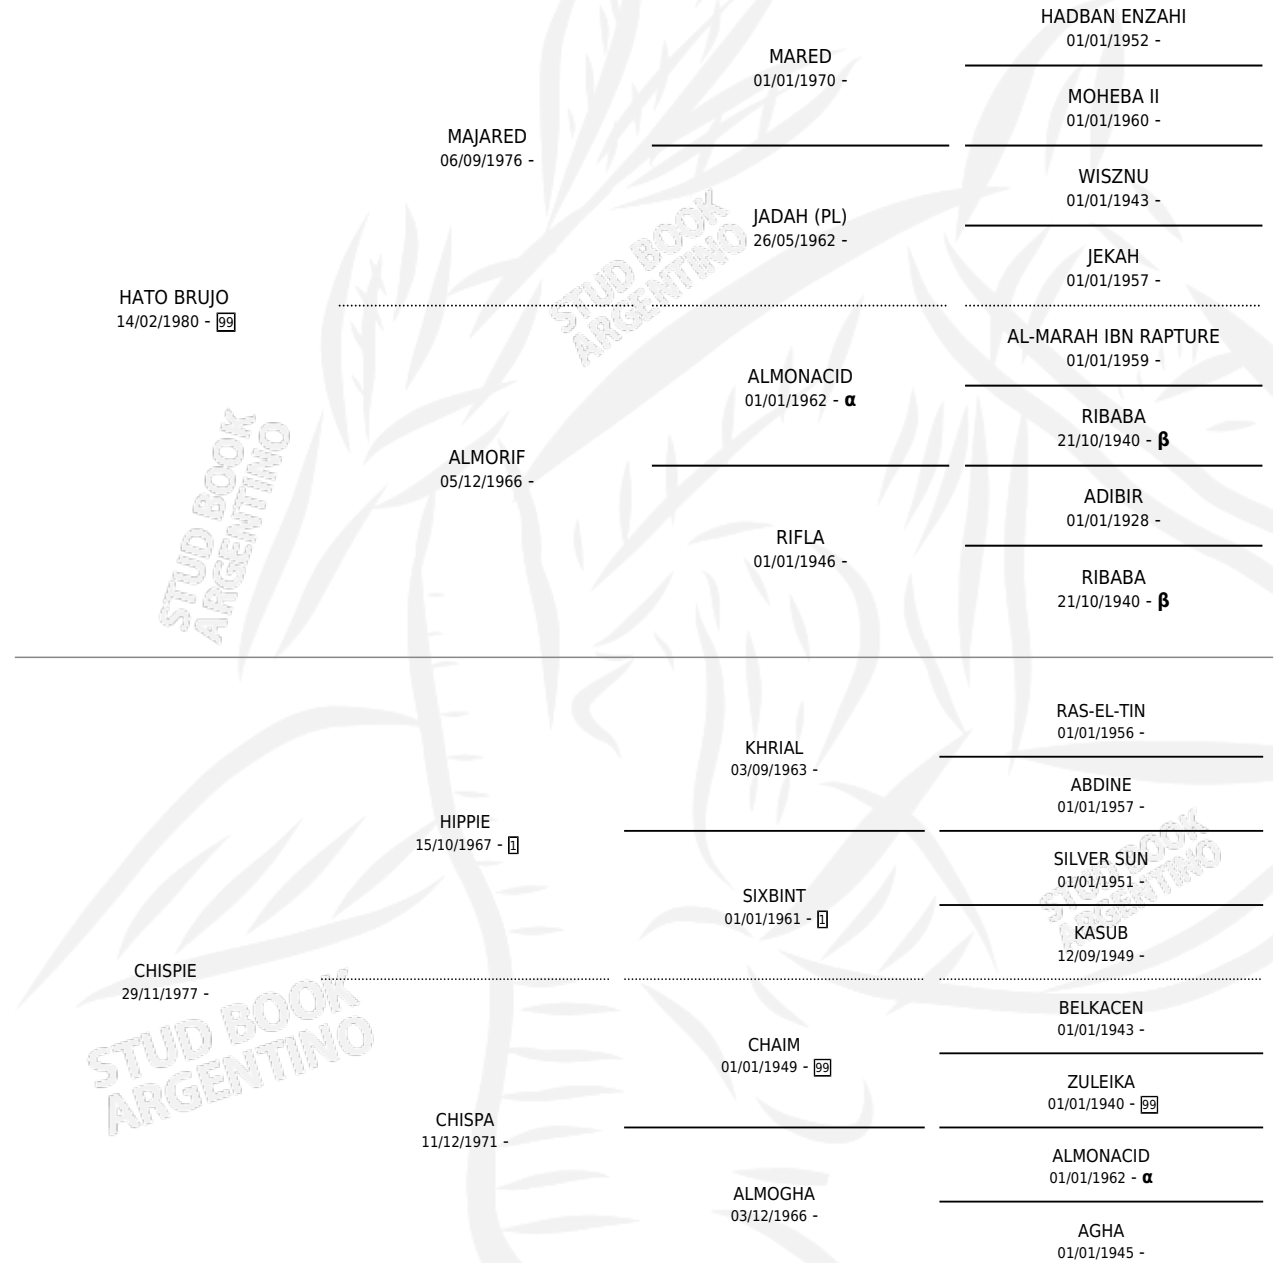 HADBAN ENZAHI
01/01/1952 -
MARED
01/01/1970 -
MOHEBA II
01/01/1960 -
MAJARED
06/09/1976 -
WISZNU
01/01/1943 -
JADAH (PL)
26/05/1962 -
JEKAH
01/01/1957 -
HATO BRUJO
14/02/1980 - 99
AL-MARAH IBN RAPTURE
01/01/1959 -
ALMONACID
01/01/1962 - α
RIBABA
21/10/1940 - β
ALMORIF
05/12/1966 -
ADIBIR
01/01/1928 -
RIFLA
01/01/1946 -
RIBABA
21/10/1940 - β
RAS-EL-TIN
01/01/1956 -
KHRIAL
03/09/1963 -
ABDINE
01/01/1957 -
HIPPIE
15/10/1967 - 1
SILVER SUN
01/01/1951 -
SIXBINT
01/01/1961 - 1
KASUB
12/09/1949 -
CHISPIE
29/11/1977 -
BELKACEN
01/01/1943 -
CHAIM
01/01/1949 - 99
ZULEIKA
01/01/1940 - 99
CHISPA
11/12/1971 -
ALMONACID
01/01/1962 - α
ALMOGHA
03/12/1966 -
AGHA
01/01/1945 -
STUD BOOK
ARGENTINO
STUD BOOK
ARGENTINO
STUD BOOK
ARGENTINO
STUD BOOK
ARGENTINO